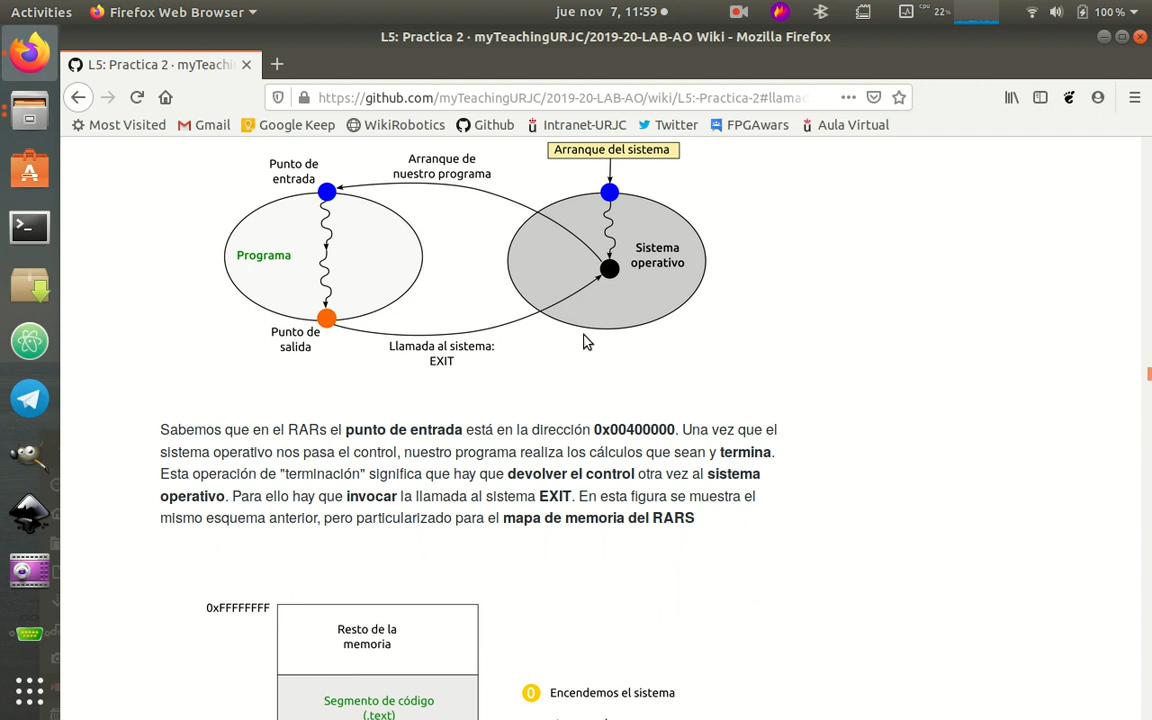 Activities Firefox Web Browser jue nov 7, 11:59 cpu 22% 100 %
L5: Practica 2 · myTeachingURJC/2019-20-LAB-AO Wiki - Mozilla Firefox
L5: Practica 2 · myTeachi
https://github.com/myTeachingURJC/2019-20-LAB-AO/wiki/L5:-Practica-2#llamad
Most Visited Gmail Google Keep WikiRobotics Github Intranet-URJC Twitter FPGAwars Aula Virtual
Arranque del sistema
Punto de
entrada
Arranque de
nuestro programa
Programa
Sistema
operativo
Punto de
salida
Llamada al sistema:
EXIT
Sabemos que en el RARs el punto de entrada está en la dirección 0x00400000. Una vez que el
sistema operativo nos pasa el control, nuestro programa realiza los cálculos que sean y termina.
Esta operación de "terminación" significa que hay que devolver el control otra vez al sistema
operativo. Para ello hay que invocar la llamada al sistema EXIT. En esta figura se muestra el
mismo esquema anterior, pero particularizado para el mapa de memoria del RARS
0xFFFFFFFF
Resto de la
memoria
0 Encendemos el sistema
Segmento de código
(.text)